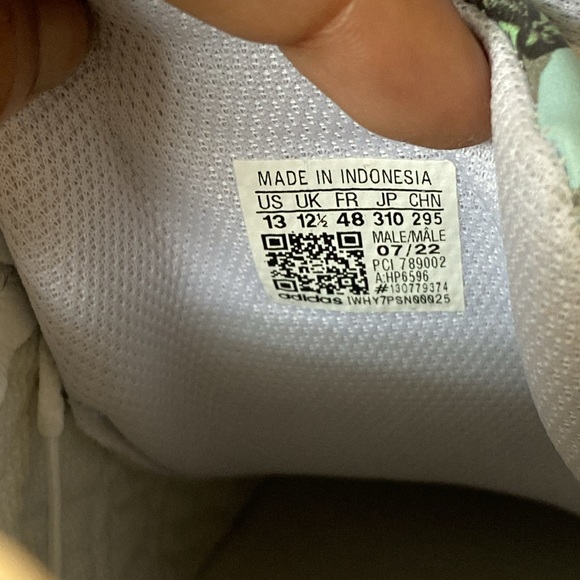 MADE IN INDONESIA
US UK FR JP CHN
13 12½ 48 310 295
MALE/MÂLE
07/22
PCI 789002
A:HP6596
#130779374
adidas IWHY7PSN00025